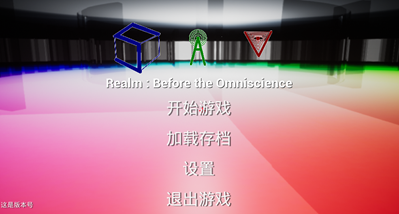 Realm : Before the Omniscience
开始游戏
加载存档
设置
退出游戏
这是版本号